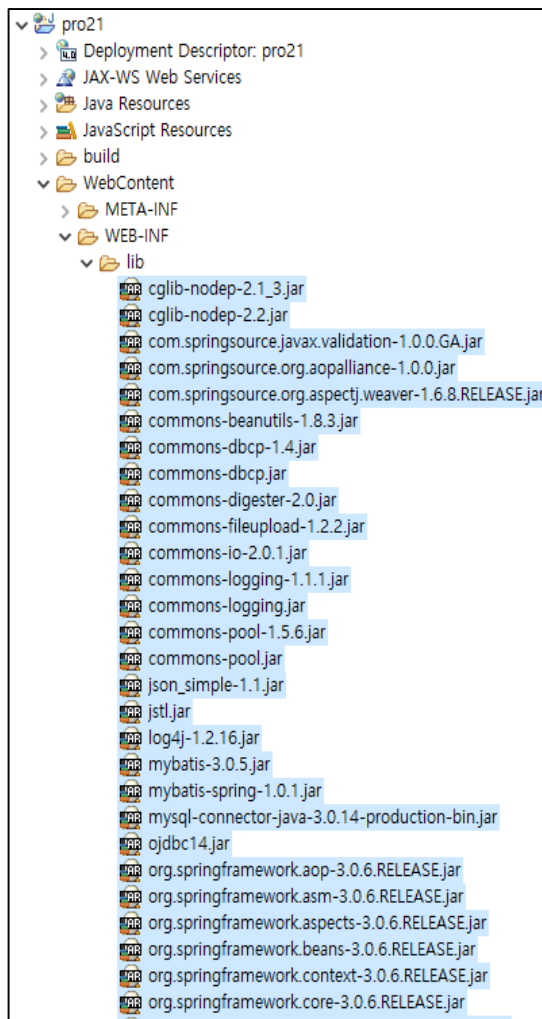 pro21
Deployment Descriptor: pro21
JAX-WS Web Services
Java Resources
JavaScript Resources
build
WebContent
META-INF
WEB-INF
lib
cglib-nodep-2.1_3.jar
cglib-nodep-2.2.jar
com.springsource.javax.validation-1.0.0.GA.jar
com.springsource.org.aopalliance-1.0.0.jar
com.springsource.org.aspectj.weaver-1.6.8.RELEASE.jar
commons-beanutils-1.8.3.jar
commons-dbcp-1.4.jar
commons-dbcp.jar
commons-digester-2.0.jar
commons-fileupload-1.2.2.jar
commons-io-2.0.1.jar
commons-logging-1.1.1.jar
commons-logging.jar
commons-pool-1.5.6.jar
commons-pool.jar
json_simple-1.1.jar
jstl.jar
log4j-1.2.16.jar
mybatis-3.0.5.jar
mybatis-spring-1.0.1.jar
mysql-connector-java-3.0.14-production-bin.jar
ojdbc14.jar
org.springframework.aop-3.0.6.RELEASE.jar
org.springframework.asm-3.0.6.RELEASE.jar
org.springframework.aspects-3.0.6.RELEASE.jar
org.springframework.beans-3.0.6.RELEASE.jar
org.springframework.context-3.0.6.RELEASE.jar
org.springframework.core-3.0.6.RELEASE.jar